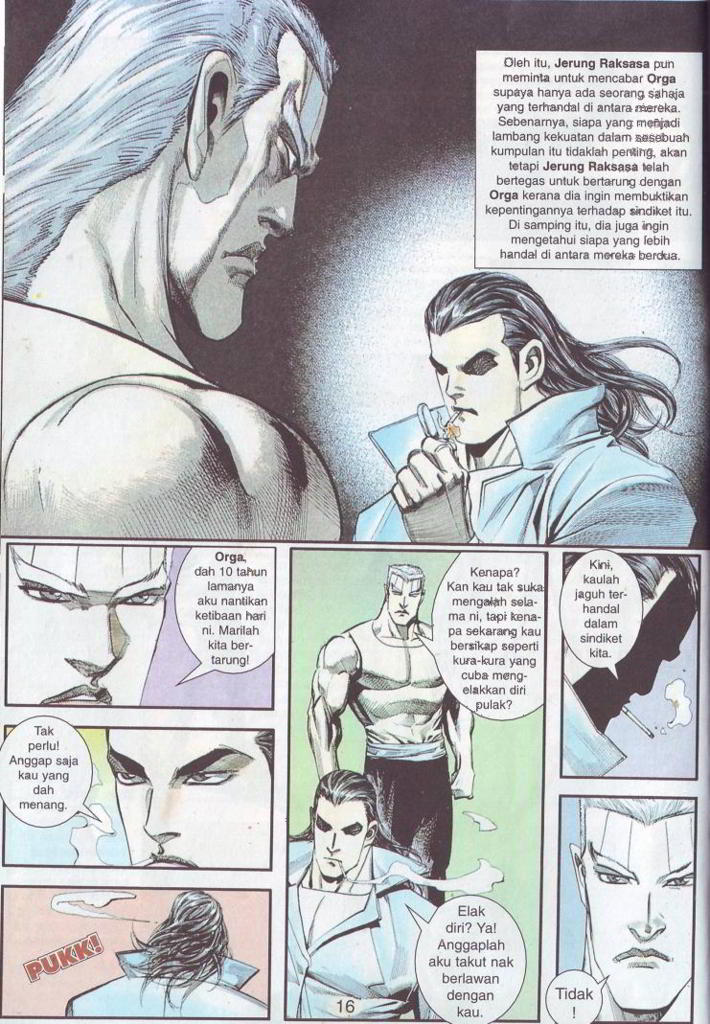 Oleh itu, Jerung Raksasa pun
meminta untuk mencabar Orga
supaya hanya ada seorang sahaja
yang terhandal di antara mereka.
Sebenarnya, siapa yang menjadi
lambang kekuatan dalam sesebuah
kumpulan itu tidaklah penting, akan
tetapi Jerung Raksasa telah
bertegas untuk bertarung dengan
Orga kerana dia ingin membuktikan
kepentingannya terhadap sindiket itu.
Di samping itu, dia juga ingin
mengetahui siapa yang lebih
handal di antara mereka berdua.
Orga,
dah 10 tahun
lamanya
aku nantikan
ketibaan hari
ni. Marilah
kita ber-
tarung!
Tak
perlu!
Anggap saja
kau yang
dah
menang.
PUKK!
Kenapa?
Kan kau tak suka
mengalah sela-
ma ni, tapi kena-
pa sekarang kau
bersikap seperti
kura-kura yang
cuba meng-
elakkan diri
pulak?
Elak
diri? Ya!
Anggaplah
aku takut nak
berlawan
dengan
kau.
Kini,
kaulah
jaguh ter-
handal
dalam
sindiket
kita.
Tidak
!
16